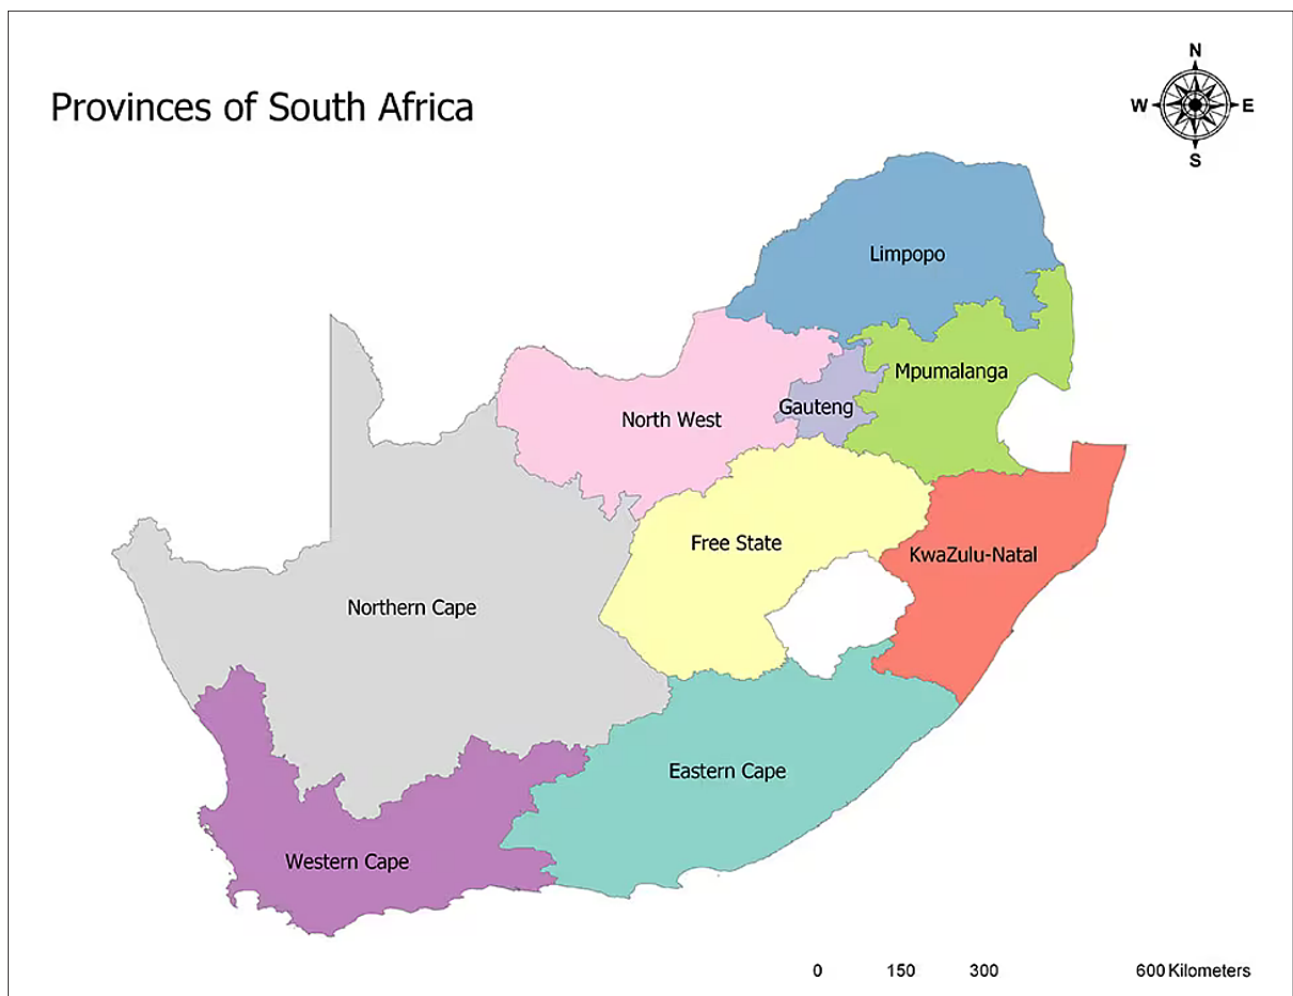 Provinces of South Africa
N
W E
S
Limpopo
Mpumalanga
Gauteng
North West
Free State
KwaZulu-Natal
Northern Cape
Eastern Cape
Western Cape
0 150 300 600 Kilometers